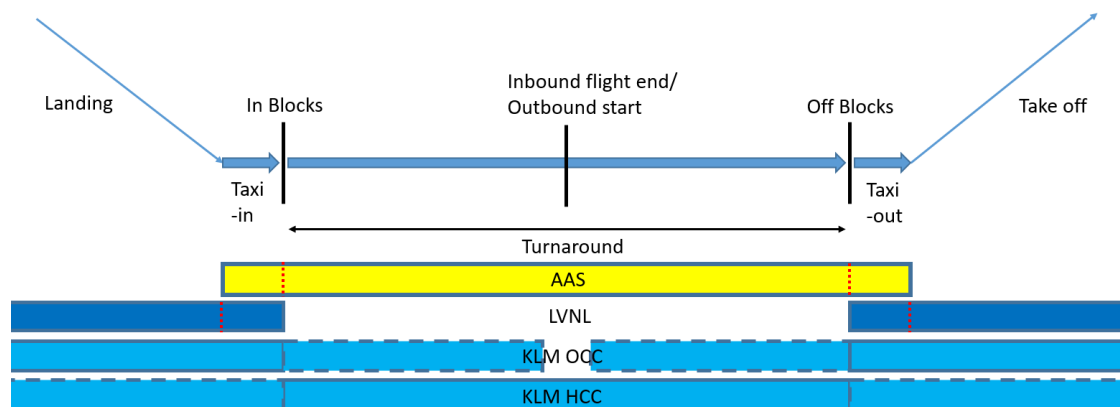 Landing
In Blocks
Inbound flight end/
Outbound start
Off Blocks
Take off
Taxi
-in
Taxi
-out
Turnaround
AAS
LVNL
KLM OCC
KLM HCC